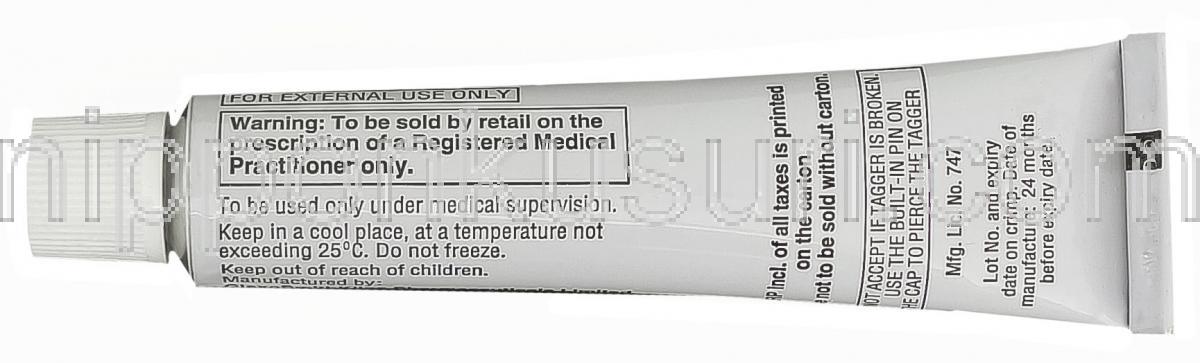 FOR EXTERNAL USE ONLY
Warning: To be sold by retail on the
prescription of a Registered Medical
Practitioner only.
To be used only under medical supervision.
Keep in a cool place, at a temperature not
exceeding 25°C. Do not freeze.
Keep out of reach of children.
Manufactured by:
Limited
Incl. of all taxes is printed
on the carton.
not to be sold without carton.
NOT ACCEPT IF TAGGER IS BROKEN.
USE THE BUILT-IN PIN ON
THE CAP TO PIERCE THE TAGGER
Mfg. Lic. No. 747
Lot No. and expiry
date on crimp. Date of
manufacture: 24 months
before expiry date.
nipponkusuri.com